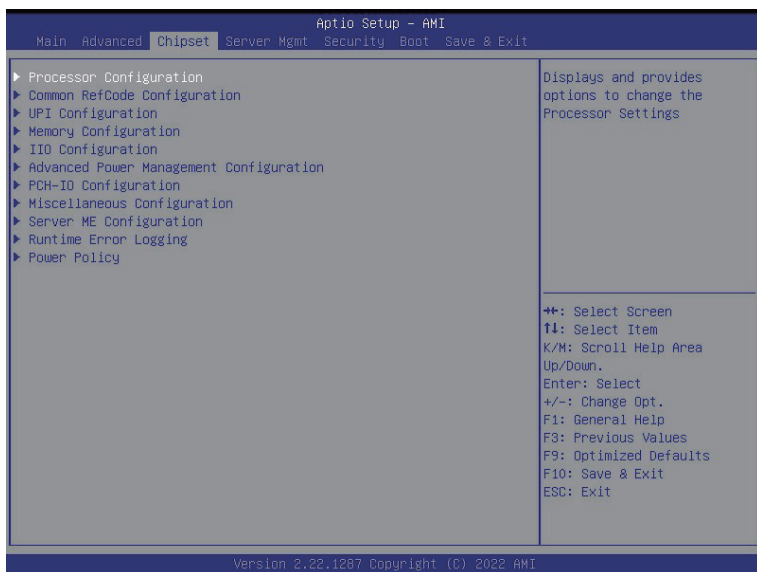 Aptio Setup – AMI
Main Advanced Chipset Server Mgmt Security Boot Save & Exit
▶ Processor Configuration
▶ Common RefCode Configuration
▶ UPI Configuration
▶ Memory Configuration
▶ IIO Configuration
▶ Advanced Power Management Configuration
▶ PCH-IO Configuration
▶ Miscellaneous Configuration
▶ Server ME Configuration
▶ Runtime Error Logging
▶ Power Policy
Displays and provides
options to change the
Processor Settings
→←: Select Screen
↑↓: Select Item
K/M: Scroll Help Area
Up/Down.
Enter: Select
+/-: Change Opt.
F1: General Help
F3: Previous Values
F9: Optimized Defaults
F10: Save & Exit
ESC: Exit
Version 2.22.1287 Copyright (C) 2022 AMI